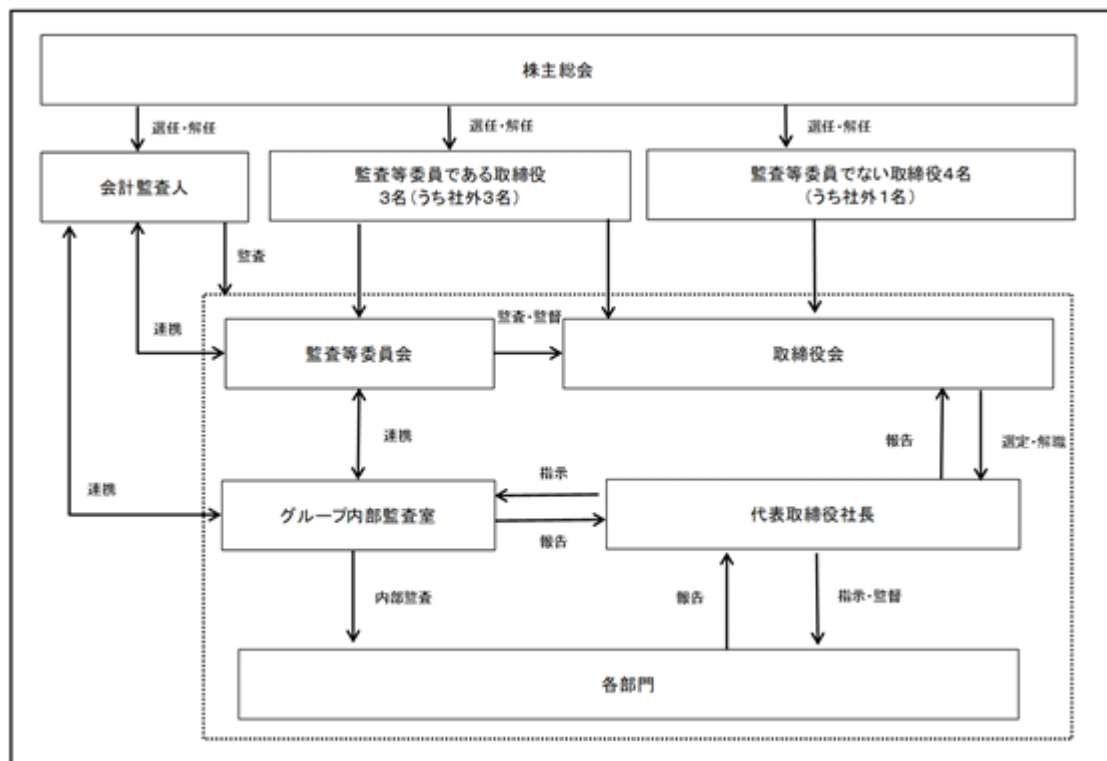 株主総会
選任・解任
選任・解任
選任・解任
会計監査人
監査等委員である取締役
3名(うち社外3名)
監査等委員でない取締役4名
(うち社外1名)
監査
連携
監査等委員会
監査・監督
取締役会
連携
報告
選定・解職
連携
グループ内部監査室
指示
報告
代表取締役社長
内部監査
報告
指示・監督
各部門